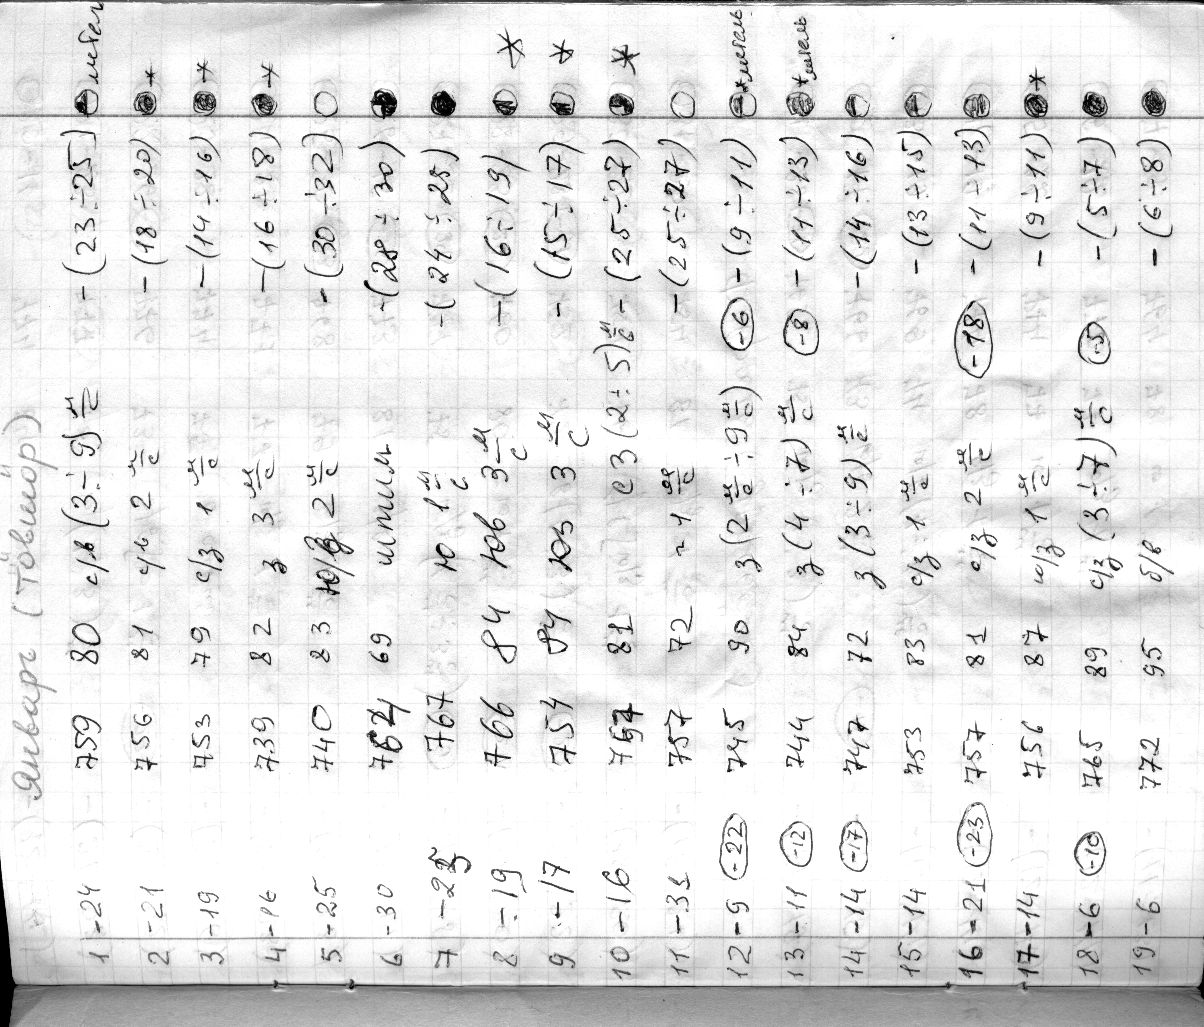 Январь (Товшюр)
1 -24 759 80 с/в (3÷9) м/с -(23÷25) метель
2 -21 756 81 с/в 2 м/с -(18÷20) *
3 -19 753 79 с/з 1 м/с -(14÷16) *
4 -16 739 82 з 3 м/с -(16÷18) *
5 -25 740 83 ю/з 2 м/с -(30÷32)
6 -30 764 69 штиль -(28÷30)
7 -23 767 Ю 1 м/с -(24÷25)
8 -19 766 84 Юв 3 м/с -(16÷19) *
9 -17 754 84 юз 3 м/с -(15÷17) *
10 -16 757 81 сз (2÷5) м/с -(25÷27) *
11 -31 757 72 ~1 м/с -(25÷27)
12 -9 (-22) 745 90 з (2 м/с ÷ 9 м/с) (-6) -(9÷11) * метель
13 -11 (-12) 744 84 з (4÷7) м/с (-8) -(11÷13) * метель
14 -14 (-17) 747 72 з (3÷9) м/с -(14÷16)
15 -14 753 83 с/з 1 м/с -(13÷15)
16 -21 (-23) 757 81 с/з 2 м/с (-18) -(11÷13)
17 -14 756 87 ю/з 1 м/с -(9÷11) *
18 -6 (-10) 765 89 с/з (3÷7) м/с (-5) -(5÷7)
19 -6 772 95 б/в -(6÷8)